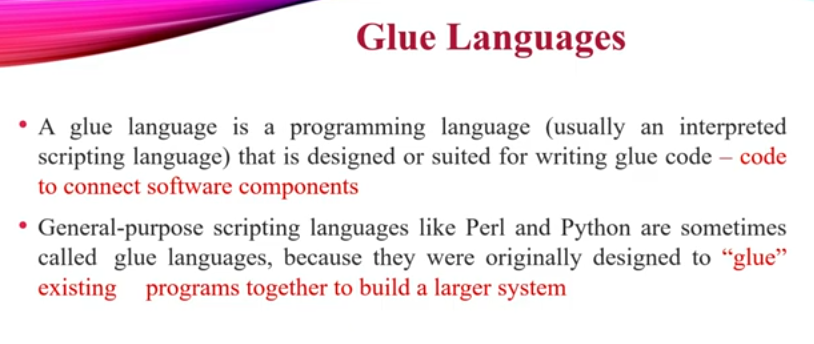 Glue Languages
• A glue language is a programming language (usually an interpreted
scripting language) that is designed or suited for writing glue code – code
to connect software components
• General-purpose scripting languages like Perl and Python are sometimes
called glue languages, because they were originally designed to “glue”
existing programs together to build a larger system